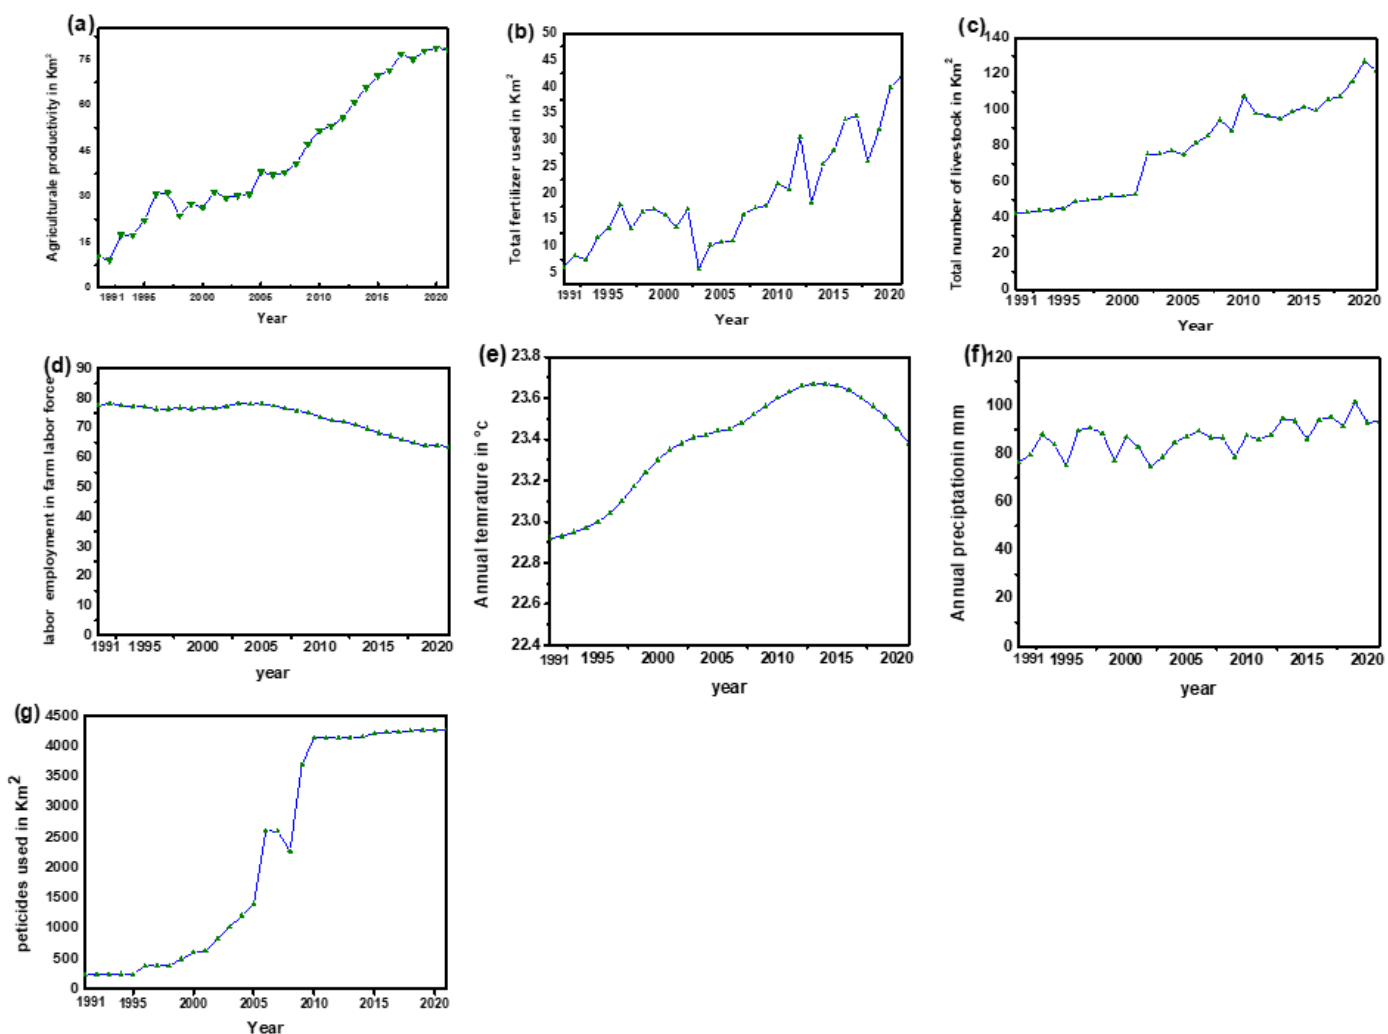 (a)
Agriculturale productivity in Km²
75
60
45
30
15
0
1991 1995 2000 2005 2010 2015 2020
Year
(b)
Total fertilizer used in Km²
50
45
40
35
30
25
20
15
10
5
1991 1995 2000 2005 2010 2015 2020
Year
(c)
Total number of livestock in Km²
140
120
100
80
60
40
20
0
1991 1995 2000 2005 2010 2015 2020
Year
(d)
labor employment in farm labor force
90
80
70
60
50
40
30
20
10
0
1991 1995 2000 2005 2010 2015 2020
year
(e)
Annual temrature in °c
23.8
23.6
23.4
23.2
23.0
22.8
22.6
22.4
1991 1995 2000 2005 2010 2015 2020
year
(f)
Annual preciptationin mm
120
100
80
60
40
20
0
1991 1995 2000 2005 2010 2015 2020
year
(g)
peticides used in Km²
4500
4000
3500
3000
2500
2000
1500
1000
500
0
1991 1995 2000 2005 2010 2015 2020
Year